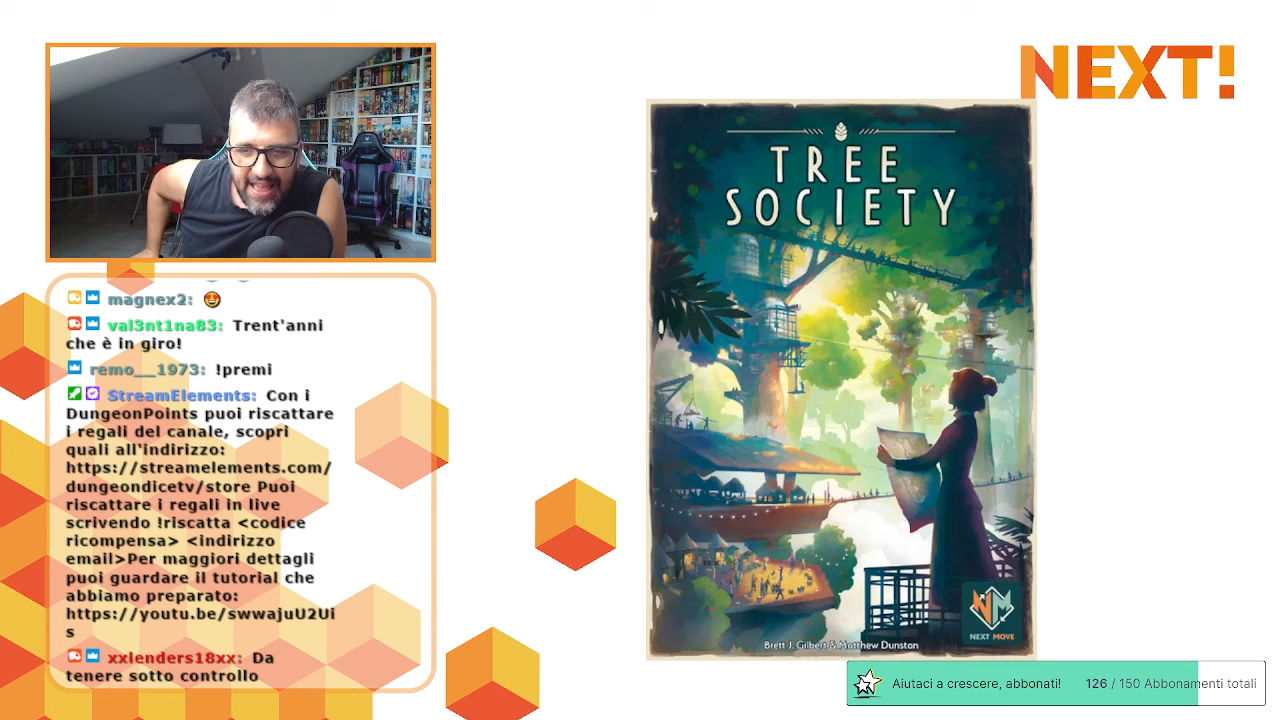 NEXT!
TREE
SOCIETY
NM
NEXT MOVE
Brett J. Gilbert & Matthew Dunstan
magnex2:
val3nt1na83: Trent'anni
che è in giro!
remo__1973: !premi
StreamElements: Con i
DungeonPoints puoi riscattare
i regali del canale, scopri
quali all'indirizzo:
https://streamelements.com/
dungeondicetv/store Puoi
riscattare i regali in live
scrivendo !riscatta <codice
ricompensa> <indirizzo
email>Per maggiori dettagli
puoi guardare il tutorial che
abbiamo preparato:
https://youtu.be/swwajuU2Ui
s
xxlenders18xx: Da
tenere sotto controllo
Aiutaci a crescere, abbonati! 126 / 150 Abbonamenti totali